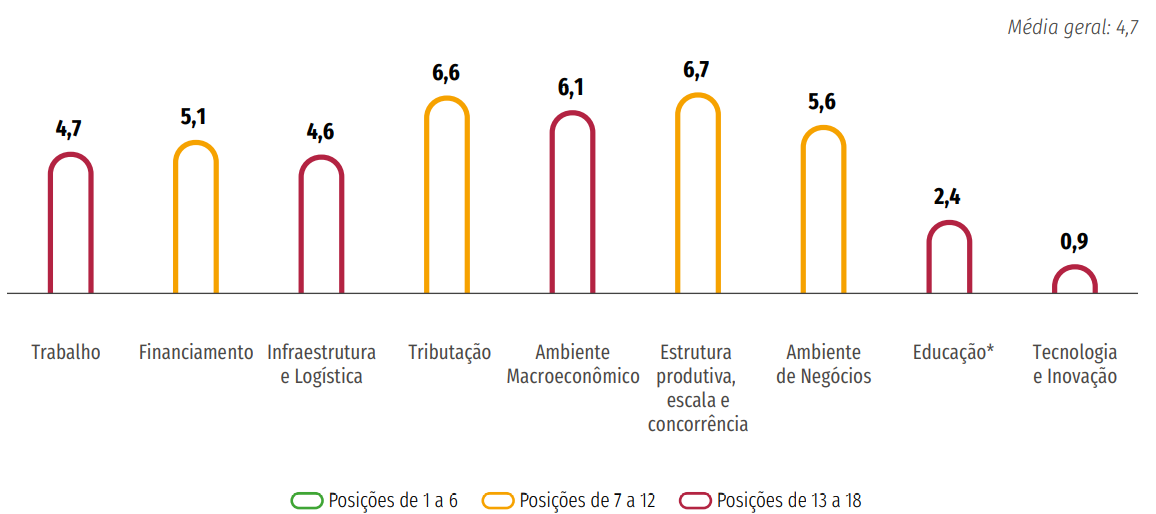 Média geral: 4,7
4,7
5,1
4,6
6,6
6,1
6,7
5,6
2,4
0,9
Trabalho
Financiamento
Infraestrutura
e Logística
Tributação
Ambiente
Macroeconômico
Estrutura
produtiva,
escala e
concorrência
Ambiente
de Negócios
Educação*
Tecnologia
e Inovação
Posições de 1 a 6
Posições de 7 a 12
Posições de 13 a 18